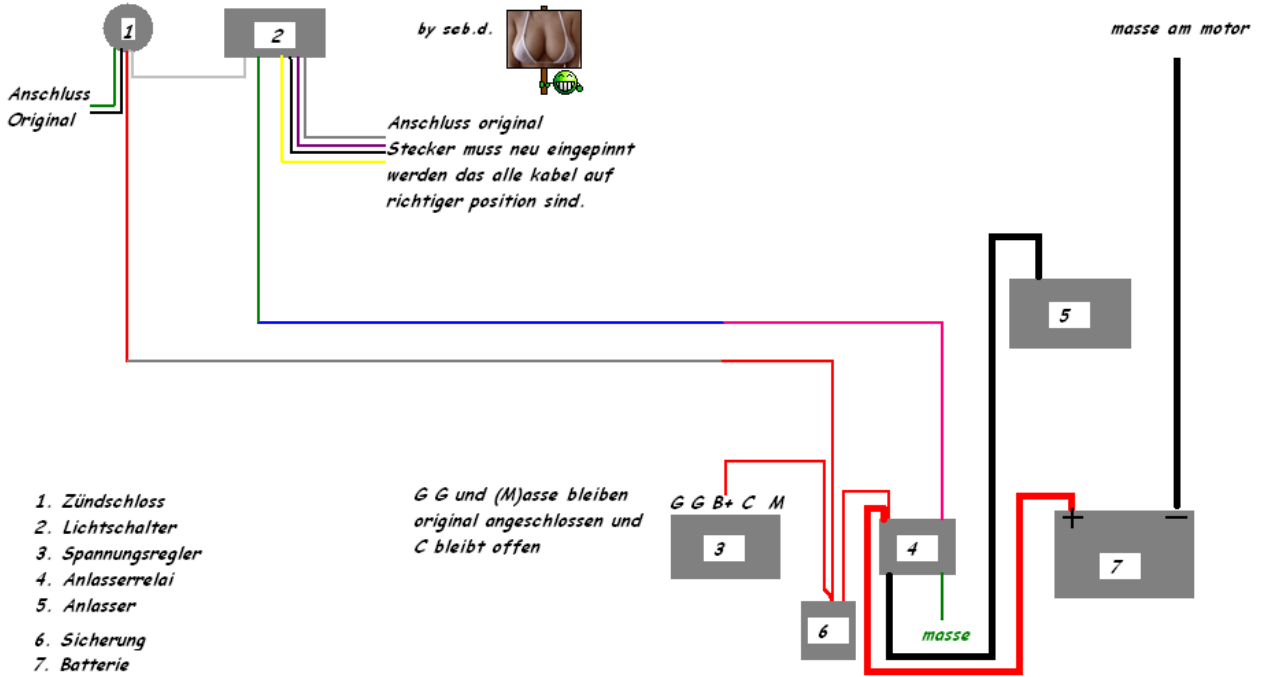 1
2
by seb.d.
masse am motor
Anschluss
Original
Anschluss original
Stecker muss neu eingepinnt
werden das alle kabel auf
richtiger position sind.
5
1. Zündschloss
2. Lichtschalter
3. Spannungsregler
4. Anlasserrelai
5. Anlasser
6. Sicherung
7. Batterie
G G und (M)asse bleiben
original angeschlossen und
C bleibt offen
G G B+ C M
3
4
+ —
7
6
masse